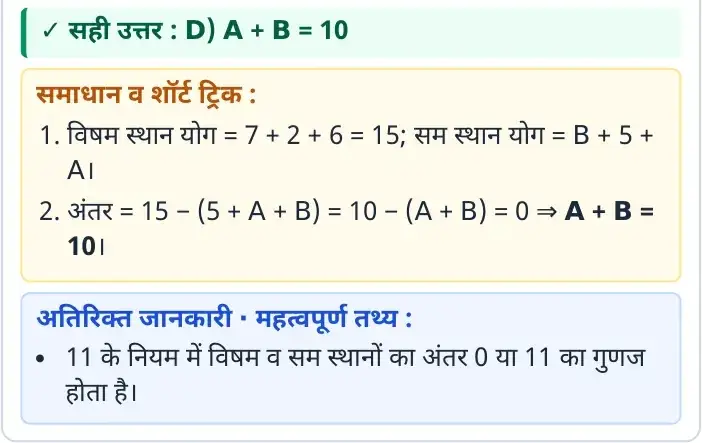 ✓ सही उत्तर : D) A + B = 10
समाधान व शॉर्ट ट्रिक :
1. विषम स्थान योग = 7 + 2 + 6 = 15; सम स्थान योग = B + 5 +
A।
2. अंतर = 15 − (5 + A + B) = 10 − (A + B) = 0 ⇒ A + B =
10।
अतिरिक्त जानकारी · महत्वपूर्ण तथ्य :
• 11 के नियम में विषम व सम स्थानों का अंतर 0 या 11 का गुणज
होता है।